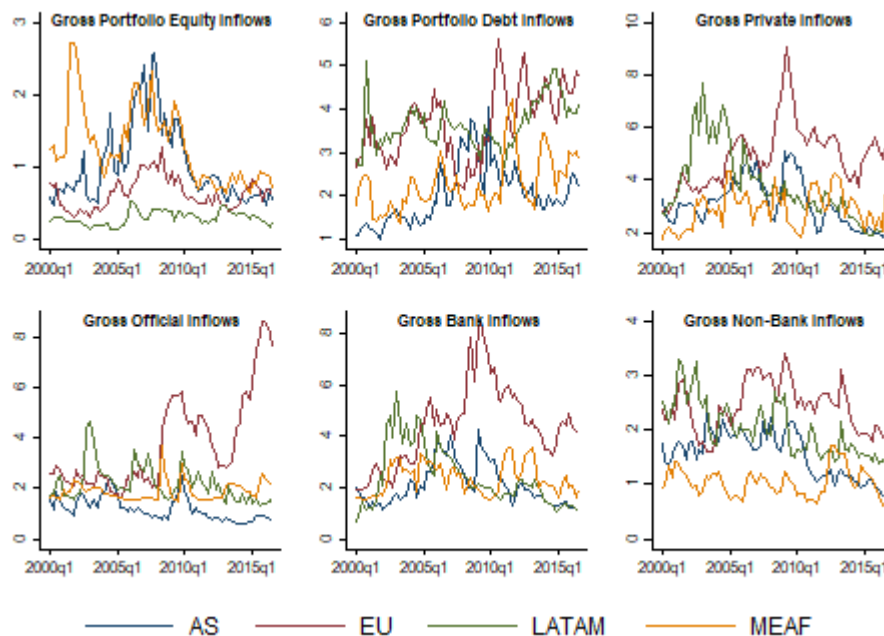 Gross Portfolio Equity Inflows
Gross Portfolio Debt Inflows
Gross Private Inflows
3
2
1
0
2000q1 2005q1 2010q1 2015q1
6
5
4
3
2
1
2000q1 2005q1 2010q1 2015q1
10
8
6
4
2
2000q1 2005q1 2010q1 2015q1
Gross Official Inflows
Gross Bank Inflows
Gross Non-Bank Inflows
8
6
4
2
0
2000q1 2005q1 2010q1 2015q1
8
6
4
2
0
2000q1 2005q1 2010q1 2015q1
4
3
2
1
0
2000q1 2005q1 2010q1 2015q1
AS EU LATAM MEAF